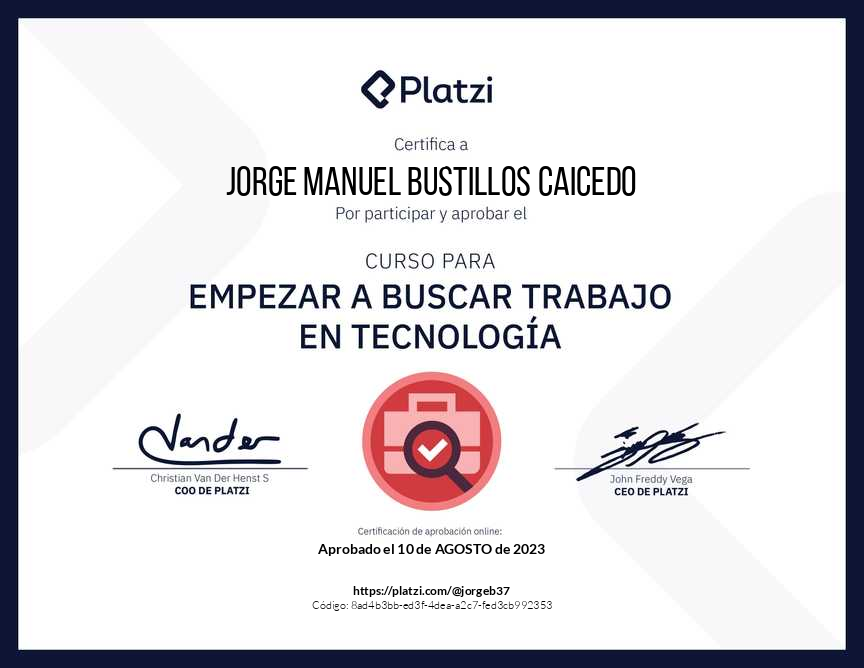 Platzi
Certifica a
JORGE MANUEL BUSTILLOS CAICEDO
Por participar y aprobar el
CURSO PARA
EMPEZAR A BUSCAR TRABAJO
EN TECNOLOGÍA
Vander
Christian Van Der Henst S
COO DE PLATZI
John Freddy Vega
CEO DE PLATZI
Certificación de aprobación online:
Aprobado el 10 de AGOSTO de 2023
https://platzi.com/@jorgeb37
Código: 8ad4b3bb-ed3f-4dea-a2c7-fed3cb992353